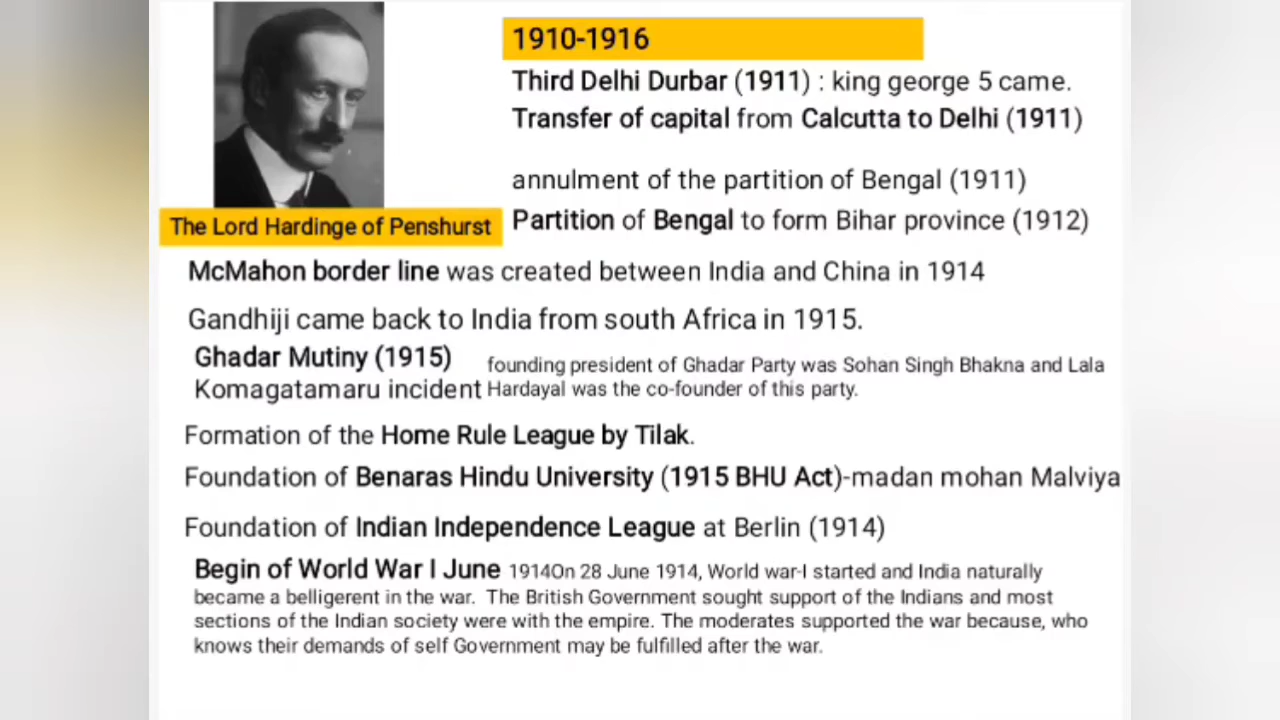 1910-1916
Third Delhi Durbar (1911) : king george 5 came.
Transfer of capital from Calcutta to Delhi (1911)
annulment of the partition of Bengal (1911)
The Lord Hardinge of Penshurst
Partition of Bengal to form Bihar province (1912)
McMahon border line was created between India and China in 1914
Gandhiji came back to India from south Africa in 1915.
Ghadar Mutiny (1915)
Komagatamaru incident
founding president of Ghadar Party was Sohan Singh Bhakna and Lala
Hardayal was the co-founder of this party.
Formation of the Home Rule League by Tilak.
Foundation of Benaras Hindu University (1915 BHU Act)-madan mohan Malviya
Foundation of Indian Independence League at Berlin (1914)
Begin of World War I June 1914On 28 June 1914, World war-I started and India naturally
became a belligerent in the war. The British Government sought support of the Indians and most
sections of the Indian society were with the empire. The moderates supported the war because, who
knows their demands of self Government may be fulfilled after the war.